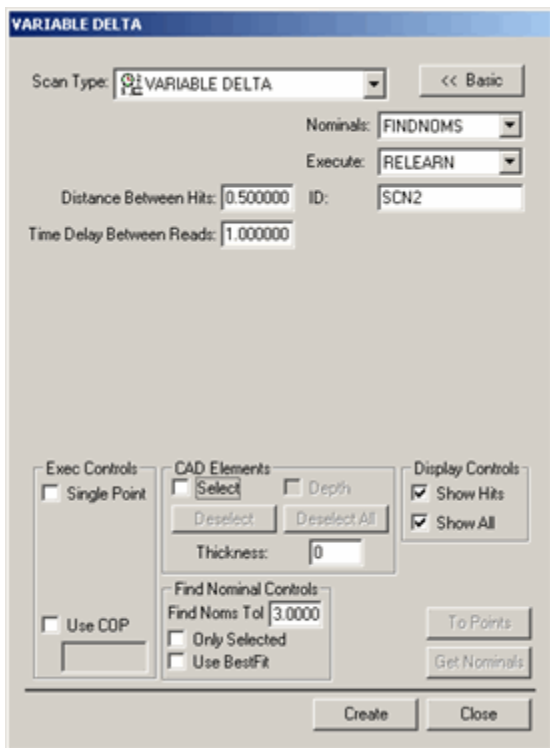 VARIABLE DELTA
Scan Type: VARIABLE DELTA << Basic
Nominals: FINDNOMS
Execute: RELEARN
Distance Between Hits: 0.500000 ID: SCN2
Time Delay Between Reads: 1.000000
Exec Controls CAD Elements Display Controls
Single Point Select Depth Show Hits
Deselect Deselect All Show All
Thickness: 0
Find Nominal Controls
Find Noms Tol 3.0000
Use COP Only Selected To Points
Use BestFit Get Nominals
Create Close